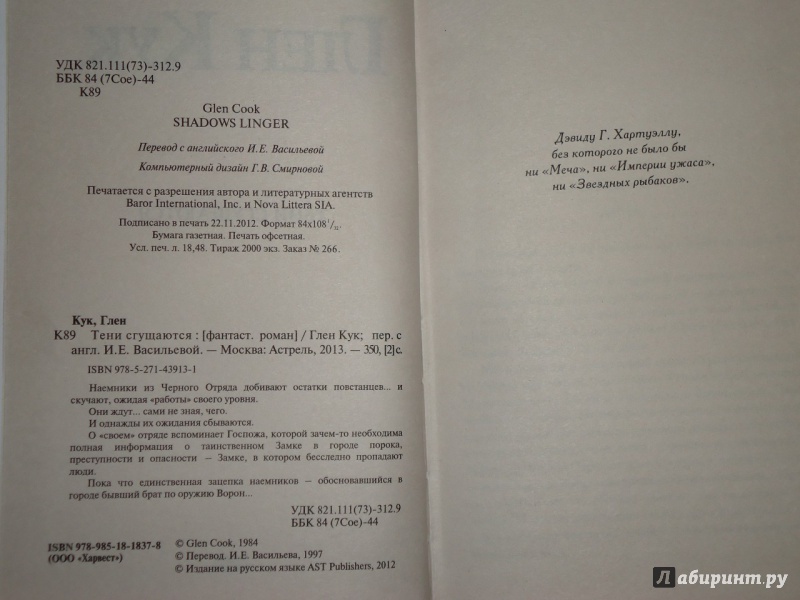 УДК 821.111(73)-312.9
ББК 84 (7Сое)-44
К89
Glen Cook
SHADOWS LINGER
Перевод с английского И.Е. Васильевой
Компьютерный дизайн Г.В. Смирновой
Печатается с разрешения автора и литературных агентств
Baror International, Inc. и Nova Littera SIA.
Подписано в печать 22.11.2012. Формат 84x108 1/32.
Бумага газетная. Печать офсетная.
Усл. печ. л. 18,48. Тираж 2000 экз. Заказ № 266.
Кук, Глен
К89 Тени сгущаются : [фантаст. роман] / Глен Кук; пер. с
англ. И.Е. Васильевой. — Москва: Астрель, 2013. — 350, [2] с.
ISBN 978-5-271-43913-1
Наемники из Черного Отряда добивают остатки повстанцев... и
скучают, ожидая «работы» своего уровня.
Они ждут... сами не зная, чего.
И однажды их ожидания сбываются.
О «своем» отряде вспоминает Госпожа, которой зачем-то необходима
полная информация о таинственном Замке в городе порока,
преступности и опасности — Замке, в котором бесследно пропадают
люди.
Пока что единственная зацепка наемников — обосновавшийся в
городе бывший брат по оружию Ворон...
УДК 821.111(73)-312.9
ББК 84 (7Сое)-44
ISBN 978-985-18-1837-8
(ООО «Харвест»)
© Glen Cook, 1984
© Перевод. И.Е. Васильева, 1997
© Издание на русском языке AST Publishers, 2012
Дэвиду Г. Хартуэллу,
без которого не было бы
ни «Меча», ни «Империи ужаса»,
ни «Звездных рыбаков».
Глен Кук
Лабиринт.ру